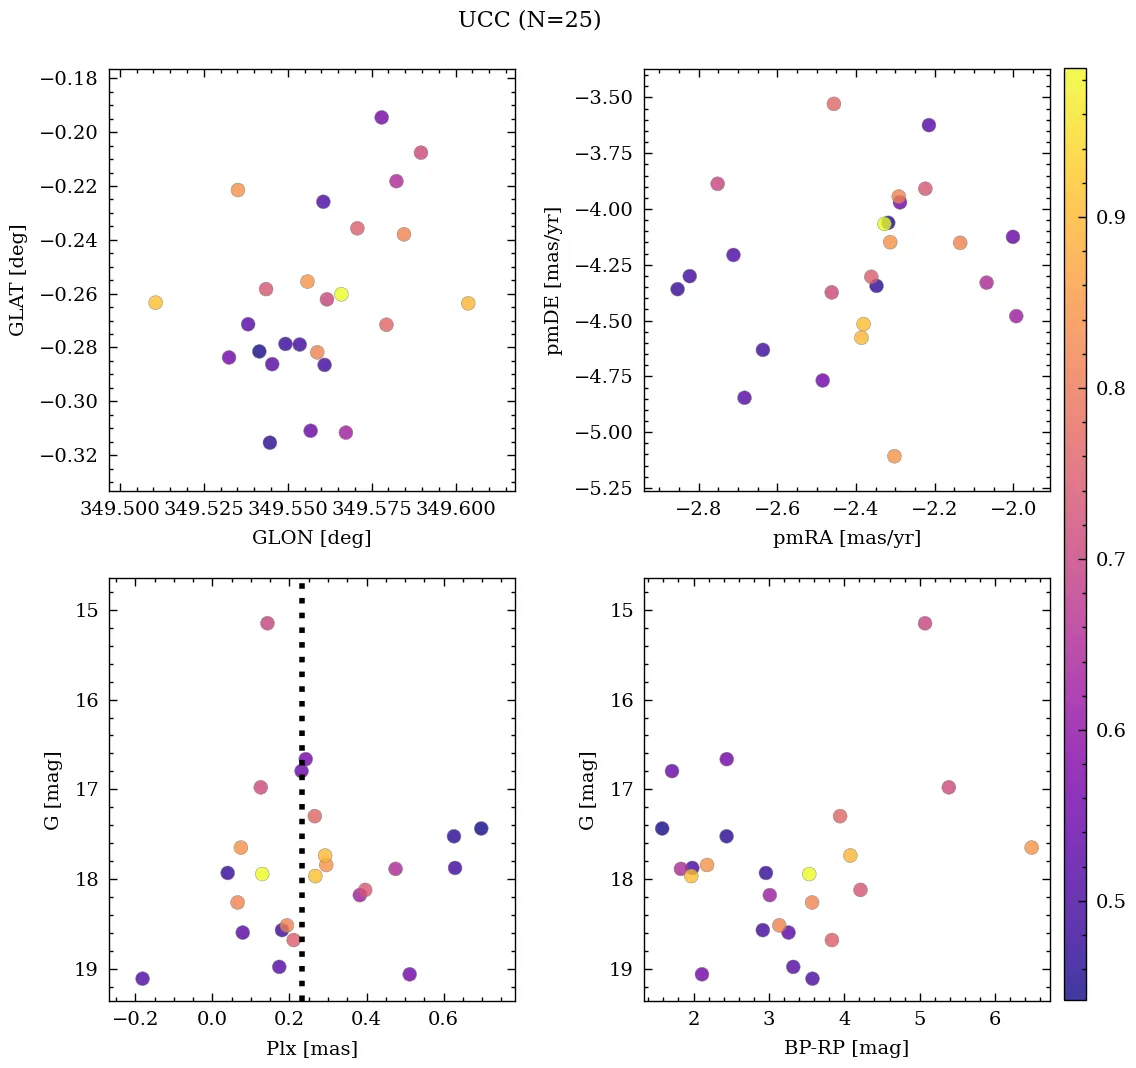 UCC (N=25)
−0.18
−0.20
−0.22
−0.24
−0.26
−0.28
−0.30
−0.32
GLAT [deg]
349.500 349.525 349.550 349.575 349.600
GLON [deg]
−3.50
−3.75
−4.00
−4.25
−4.50
−4.75
−5.00
−5.25
pmDE [mas/yr]
−2.8 −2.6 −2.4 −2.2 −2.0
pmRA [mas/yr]
15
16
17
18
19
G [mag]
−0.2 0.0 0.2 0.4 0.6
Plx [mas]
15
16
17
18
19
G [mag]
2 3 4 5 6
BP-RP [mag]
0.9
0.8
0.7
0.6
0.5